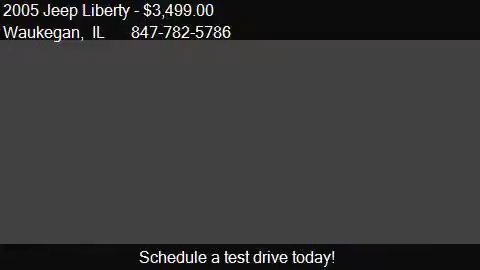 2005 Jeep Liberty - $3,499.00
Waukegan,  IL      847-782-5786
Schedule a test drive today!